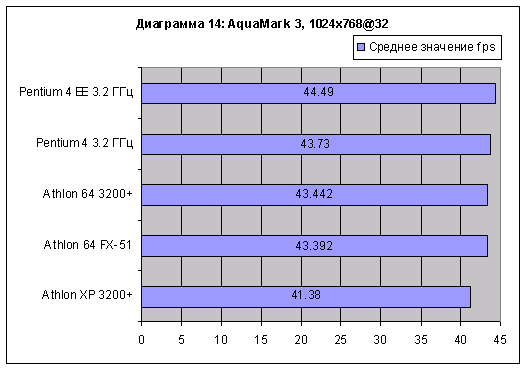 Диаграмма 14: AquaMark 3, 1024x768@32
Среднее значение fps
Pentium 4 EE 3.2 ГГц
44.49
Pentium 4 3.2 ГГц
43.73
Athlon 64 3200+
43.442
Athlon 64 FX-51
43.392
Athlon XP 3200+
41.38
0 5 10 15 20 25 30 35 40 45